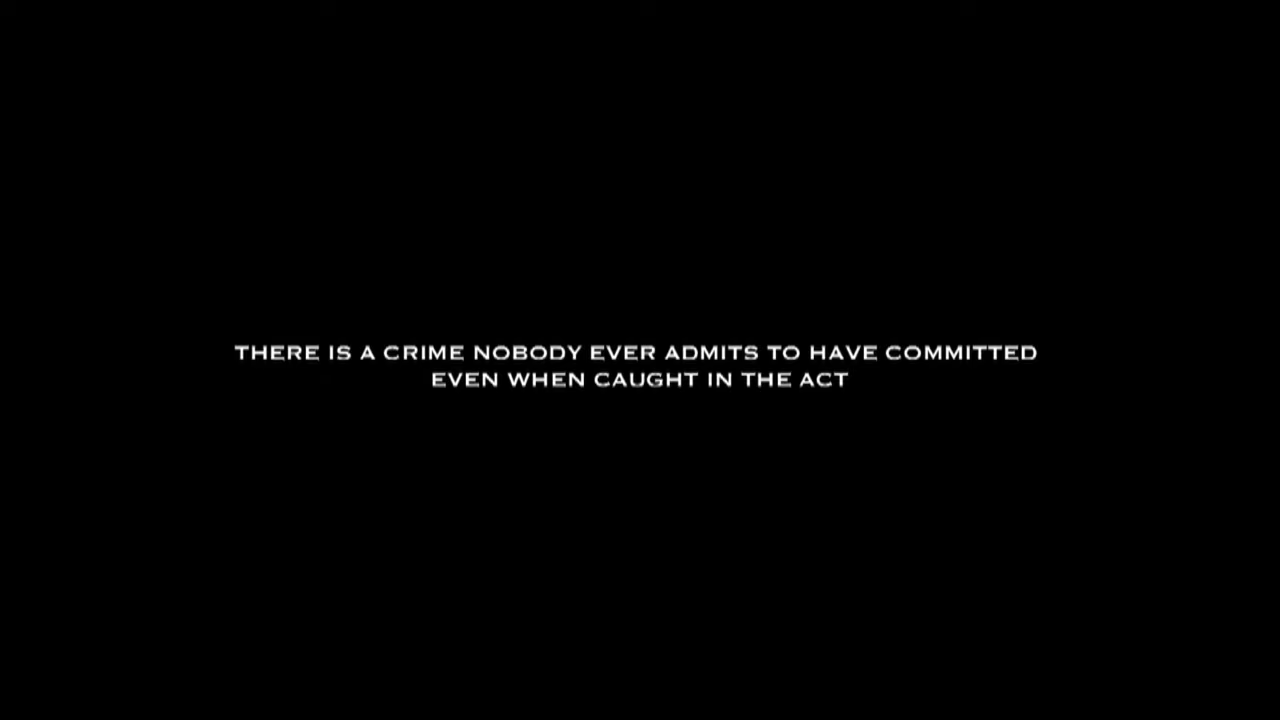 THERE IS A CRIME NOBODY EVER ADMITS TO HAVE COMMITTED
EVEN WHEN CAUGHT IN THE ACT